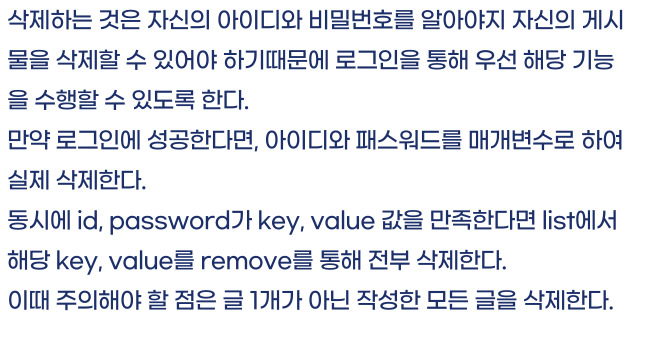 삭제하는 것은 자신의 아이디와 비밀번호를 알아야지 자신의 게시
물을 삭제할 수 있어야 하기때문에 로그인을 통해 우선 해당 기능
을 수행할 수 있도록 한다.
만약 로그인에 성공한다면, 아이디와 패스워드를 매개변수로 하여
실제 삭제한다.
동시에 id, password가 key, value 값을 만족한다면 list에서
해당 key, value를 remove를 통해 전부 삭제한다.
이때 주의해야 할 점은 글 1개가 아닌 작성한 모든 글을 삭제한다.